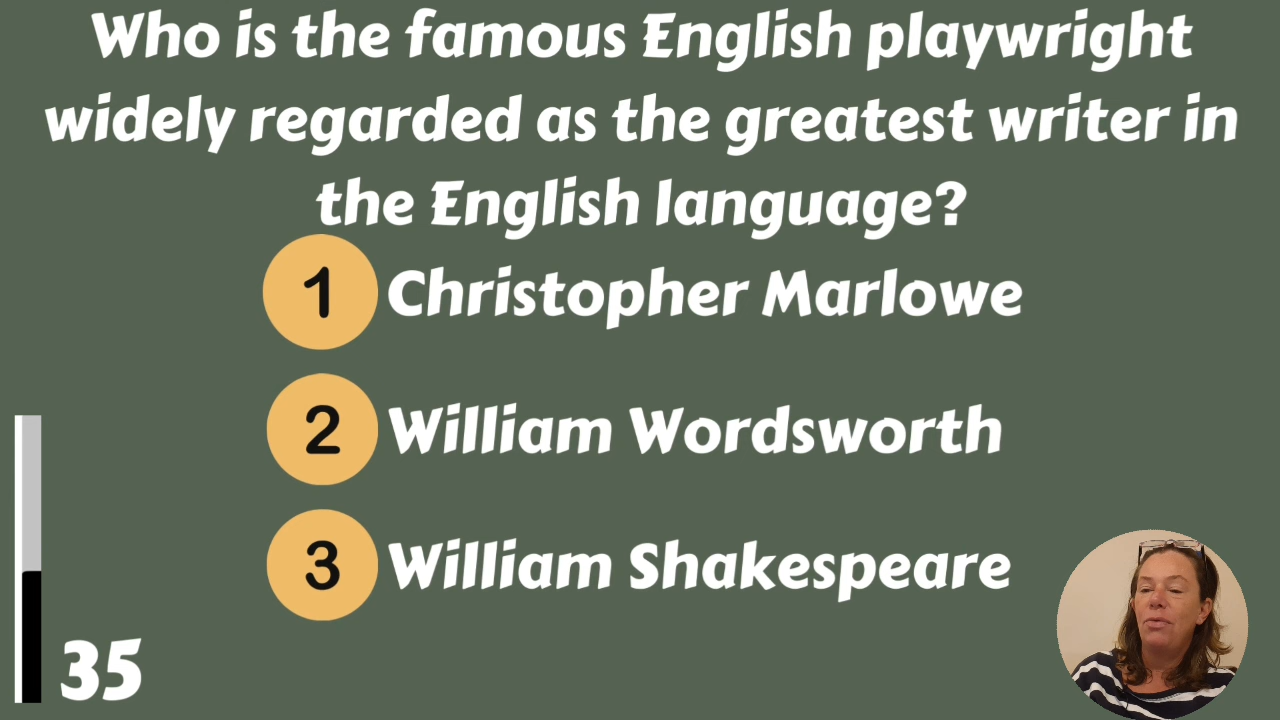 Who is the famous English playwright
widely regarded as the greatest writer in
the English language?
1 Christopher Marlowe
2 William Wordsworth
3 William Shakespeare
35